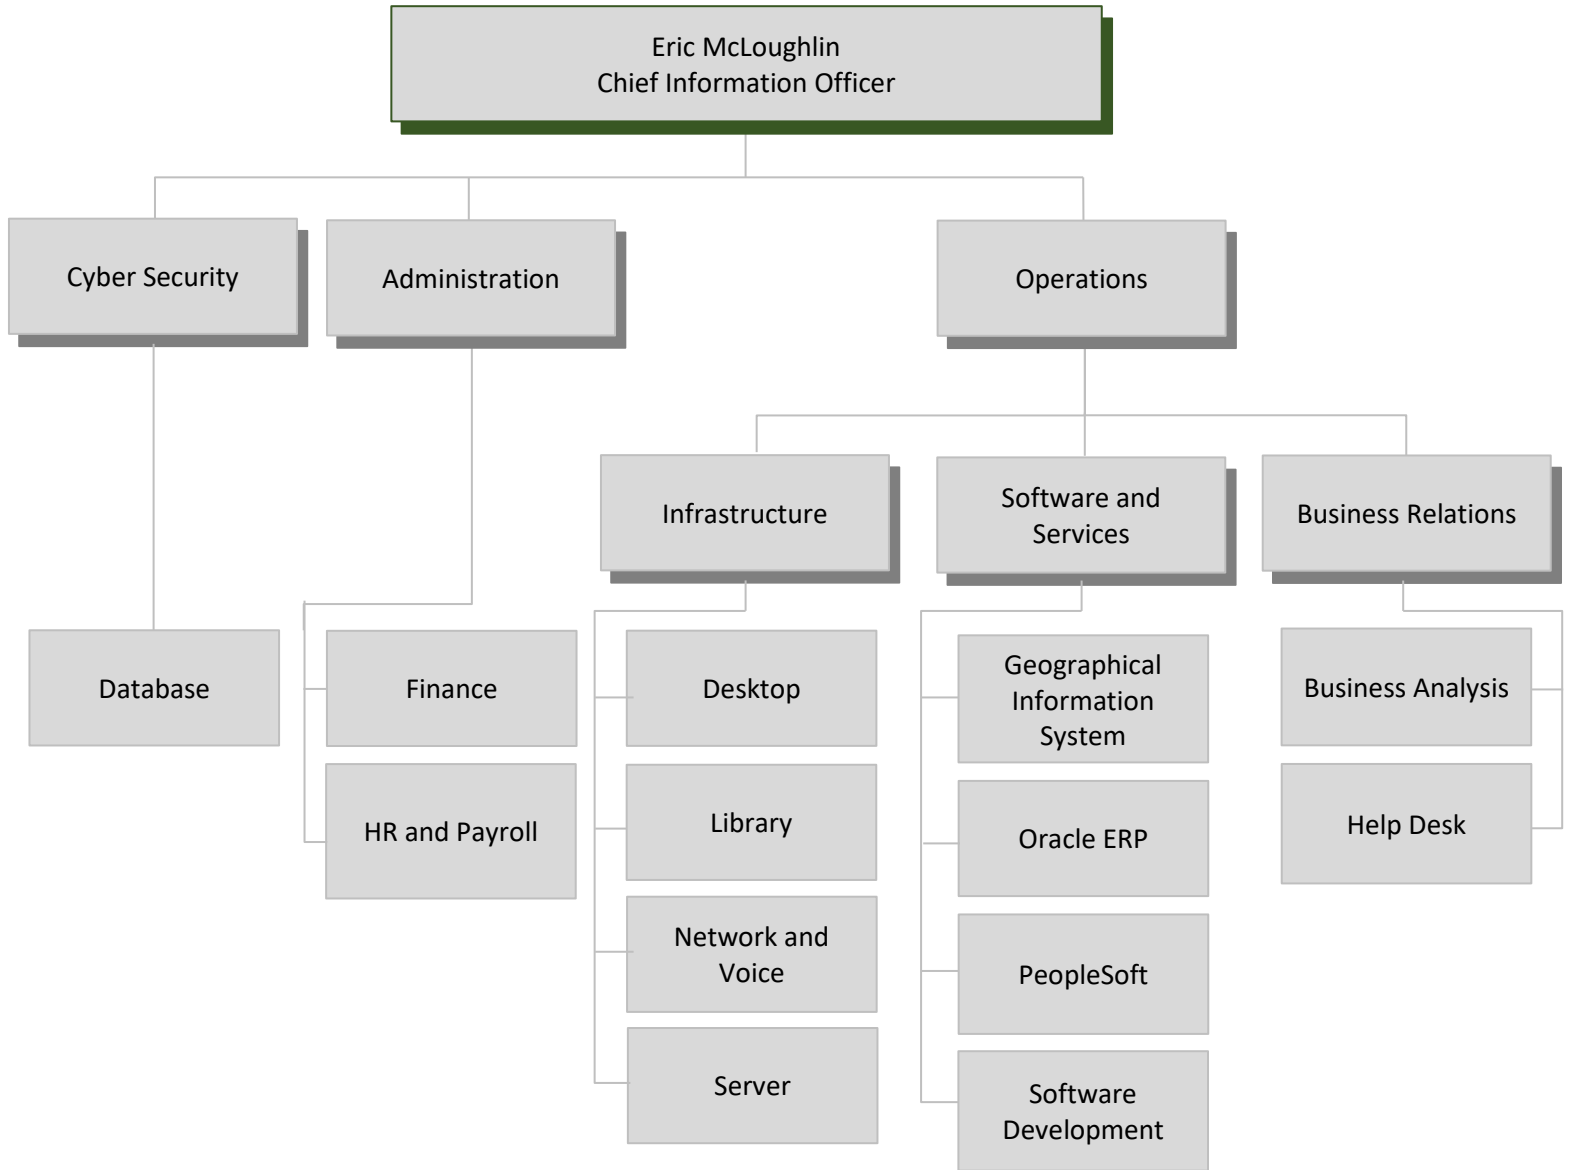 Eric McLoughlin
Chief Information Officer
Cyber Security
Administration
Operations
Infrastructure
Software and
Services
Business Relations
Database
Finance
HR and Payroll
Desktop
Library
Network and
Voice
Server
Geographical
Information
System
Oracle ERP
PeopleSoft
Software
Development
Business Analysis
Help Desk